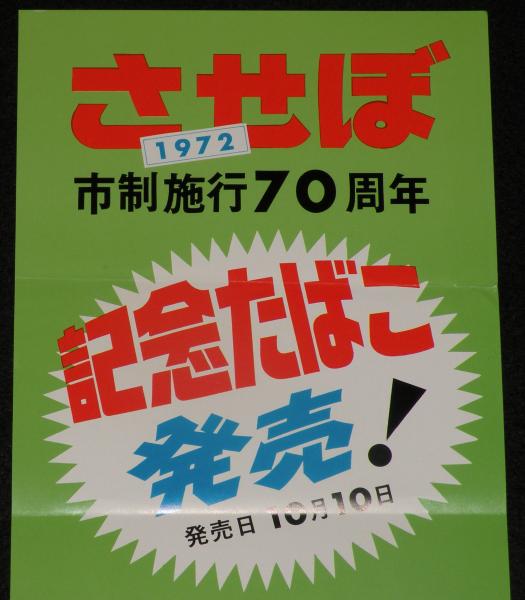 させぼ
1972
市制施行70周年
記念たばこ
発売!
発売日 10月10日